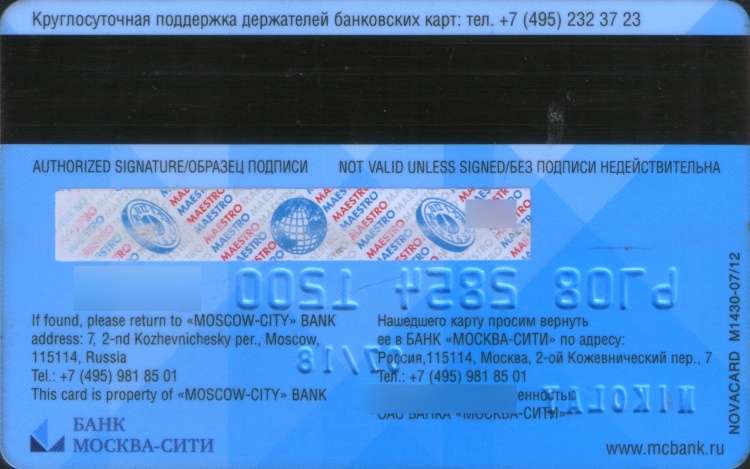 Круглосуточная поддержка держателей банковских карт: тел. +7 (495) 232 37 23
AUTHORIZED SIGNATURE/ОБРАЗЕЦ ПОДПИСИ
NOT VALID UNLESS SIGNED/БЕЗ ПОДПИСИ НЕДЕЙСТВИТЕЛЬНА
MAESTRO MAESTRO MAESTRO
If found, please return to «MOSCOW-CITY» BANK
address: 7, 2-nd Kozhevnichesky per., Moscow,
115114, Russia
Tel.: +7 (495) 981 85 01
This card is property of «MOSCOW-CITY» BANK
Нашедшего карту просим вернуть
ее в БАНК «МОСКВА-СИТИ» по адресу:
Россия,115114, Москва, 2-ой Кожевнический пер., 7
Тел.: +7 (495) 981 85 01
ОАО БАНКА «МОСКВА-СИТИ»
NOVACARD M1430-07/12
БАНК
МОСКВА-СИТИ
www.mcbank.ru